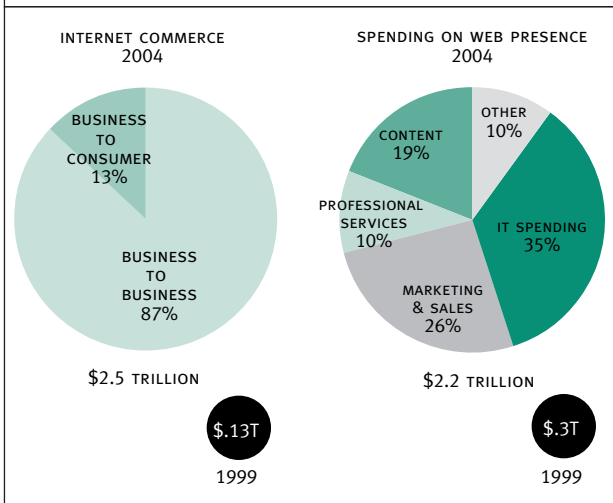 INTERNET COMMERCE
2004
BUSINESS
TO
CONSUMER
13%
BUSINESS
TO
BUSINESS
87%
$2.5 TRILLION
$.13T
1999
SPENDING ON WEB PRESENCE
2004
OTHER
10%
CONTENT
19%
PROFESSIONAL
SERVICES
10%
IT SPENDING
35%
MARKETING
& SALES
26%
$2.2 TRILLION
$.3T
1999